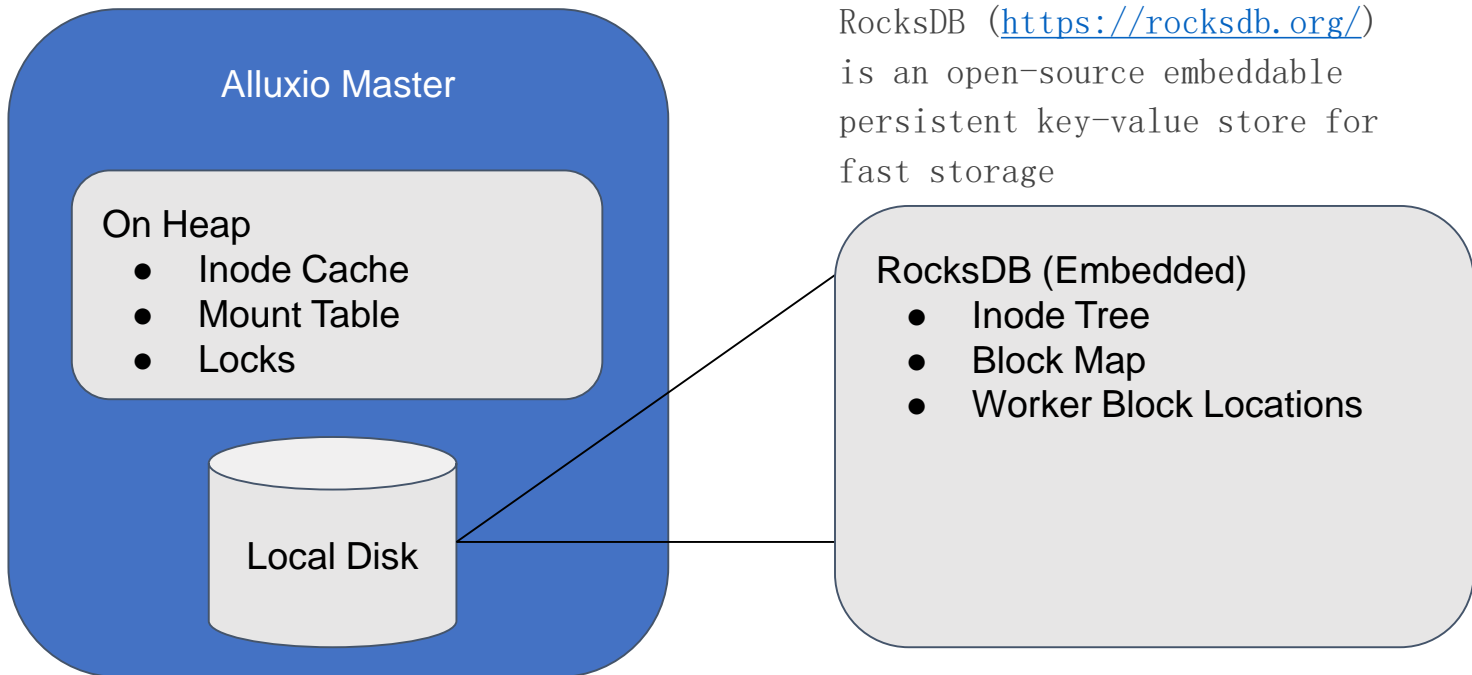 Alluxio Master
On Heap
● Inode Cache
● Mount Table
● Locks
Local Disk
RocksDB (https://rocksdb.org/)
is an open-source embeddable
persistent key-value store for
fast storage
RocksDB (Embedded)
● Inode Tree
● Block Map
● Worker Block Locations